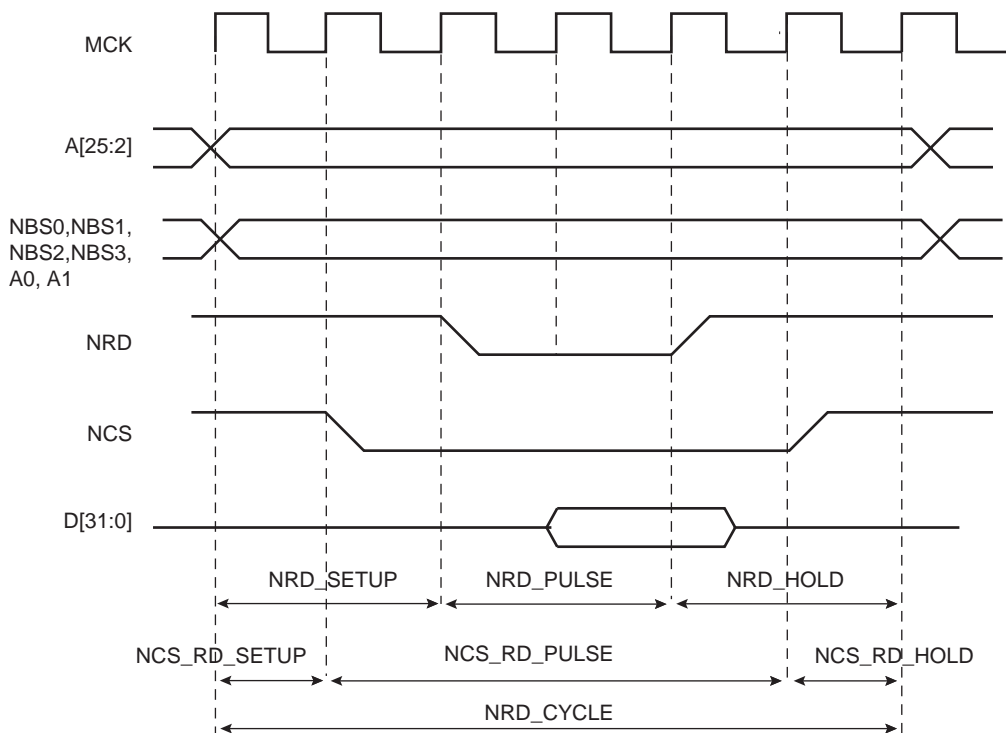 MCK
A[25:2]
NBS0,NBS1,
NBS2,NBS3,
A0, A1
NRD
NCS
D[31:0]
NRD_SETUP NRD_PULSE NRD_HOLD
NCS_RD_SETUP NCS_RD_PULSE NCS_RD_HOLD
NRD_CYCLE